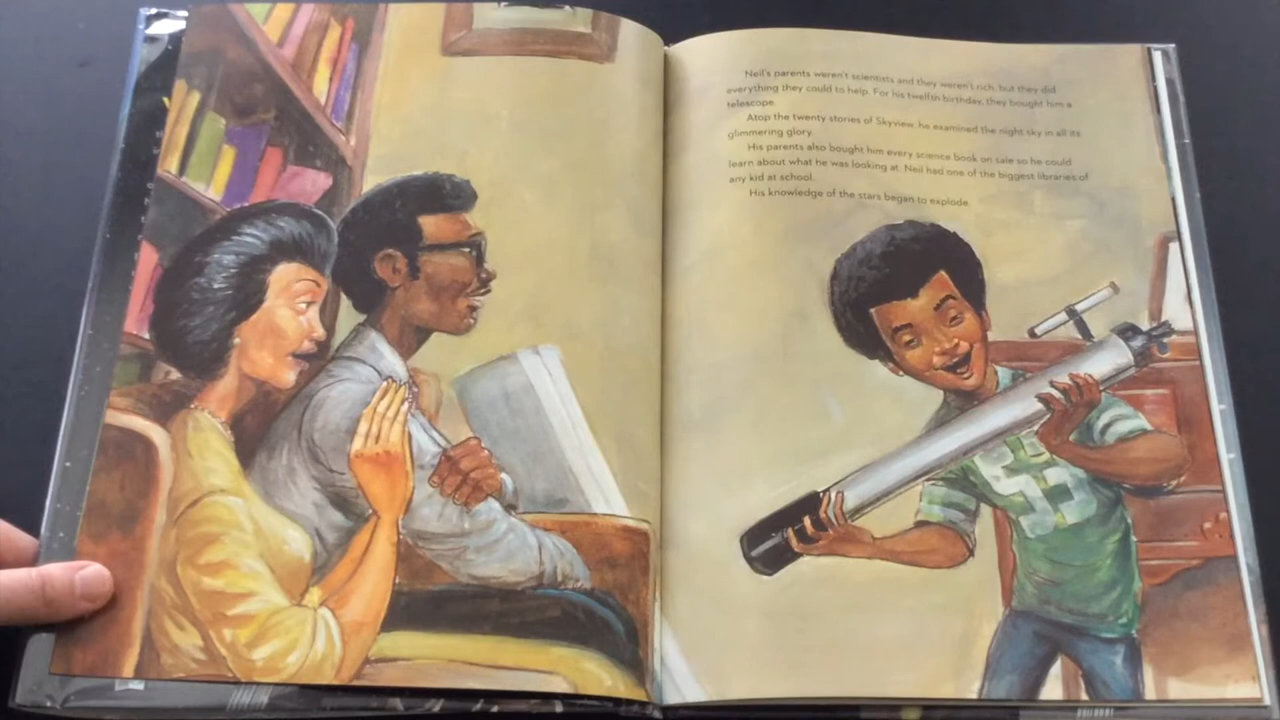 Neil's parents weren't scientists and they weren't rich, but they did
everything they could to help. For his twelfth birthday, they bought him a
telescope.
Atop the twenty stories of Skyview, he examined the night sky in all its
glimmering glory.
His parents also bought him every science book on sale so he could
learn about what he was looking at. Neil had one of the biggest libraries of
any kid at school.
His knowledge of the stars began to explode.